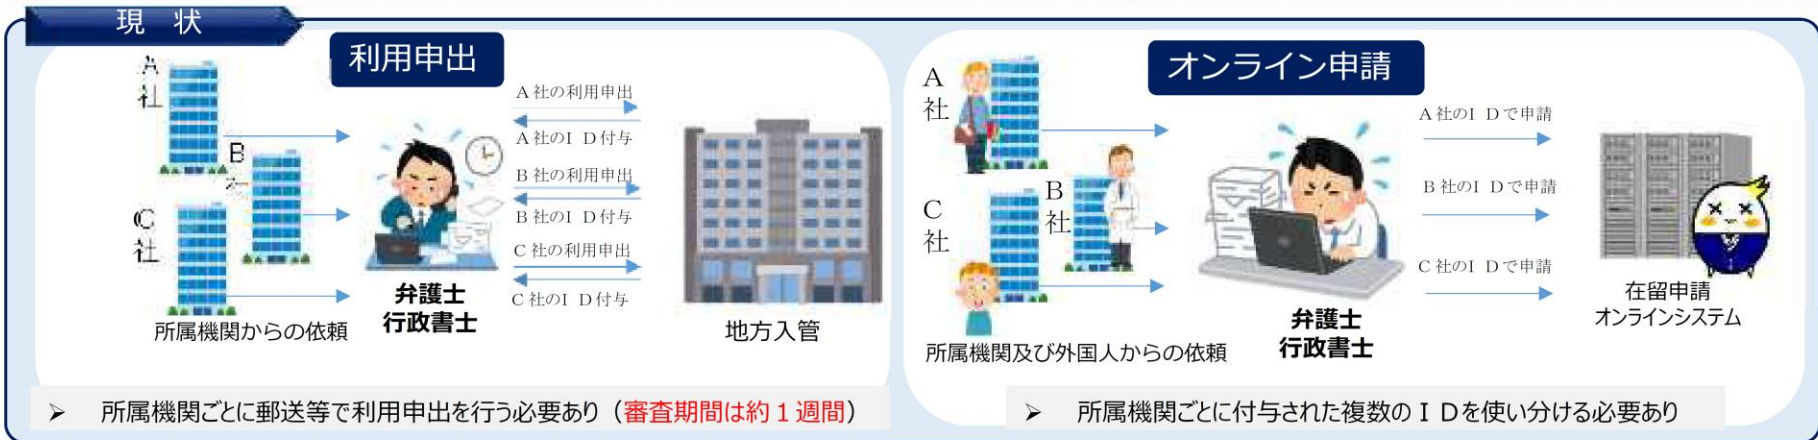 現 状
利用申出
A
社
B
C
社
A社の利用申出
A社のID付与
B社の利用申出
B社のID付与
C社の利用申出
C社のID付与
弁護士
行政書士
所属機関からの依頼
地方入管
➢ 所属機関ごとに郵送等で利用申出を行う必要あり（審査期間は約1週間）
オンライン申請
A
社
B
社
C
社
A社のIDで申請
B社のIDで申請
C社のIDで申請
弁護士
行政書士
所属機関及び外国人からの依頼
在留申請
オンラインシステム
➢ 所属機関ごとに付与された複数のIDを使い分ける必要あり